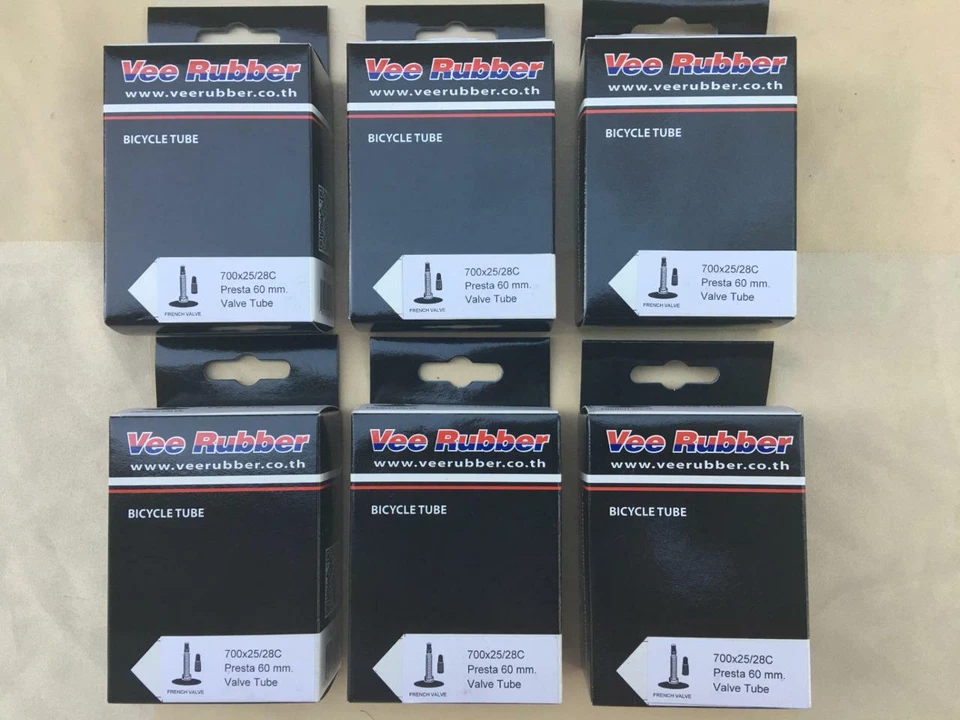 Vee Rubber
www.veerubber.co.th
BICYCLE TUBE
700x25/28C
Presta 60 mm.
Valve Tube
FRENCH VALVE
Vee Rubber
www.veerubber.co.th
BICYCLE TUBE
700x25/28C
Presta 60 mm.
Valve Tube
FRENCH VALVE
Vee Rubber
www.veerubber.co.th
BICYCLE TUBE
700x25/28C
Presta 60 mm.
Valve Tube
FRENCH VALVE
Vee Rubber
www.veerubber.co.th
BICYCLE TUBE
700x25/28C
Presta 60 mm.
Valve Tube
FRENCH VALVE
Vee Rubber
www.veerubber.co.th
BICYCLE TUBE
700x25/28C
Presta 60 mm.
Valve Tube
FRENCH VALVE
Vee Rubber
www.veerubber.co.th
BICYCLE TUBE
700x25/28C
Presta 60 mm.
Valve Tube
FRENCH VALVE